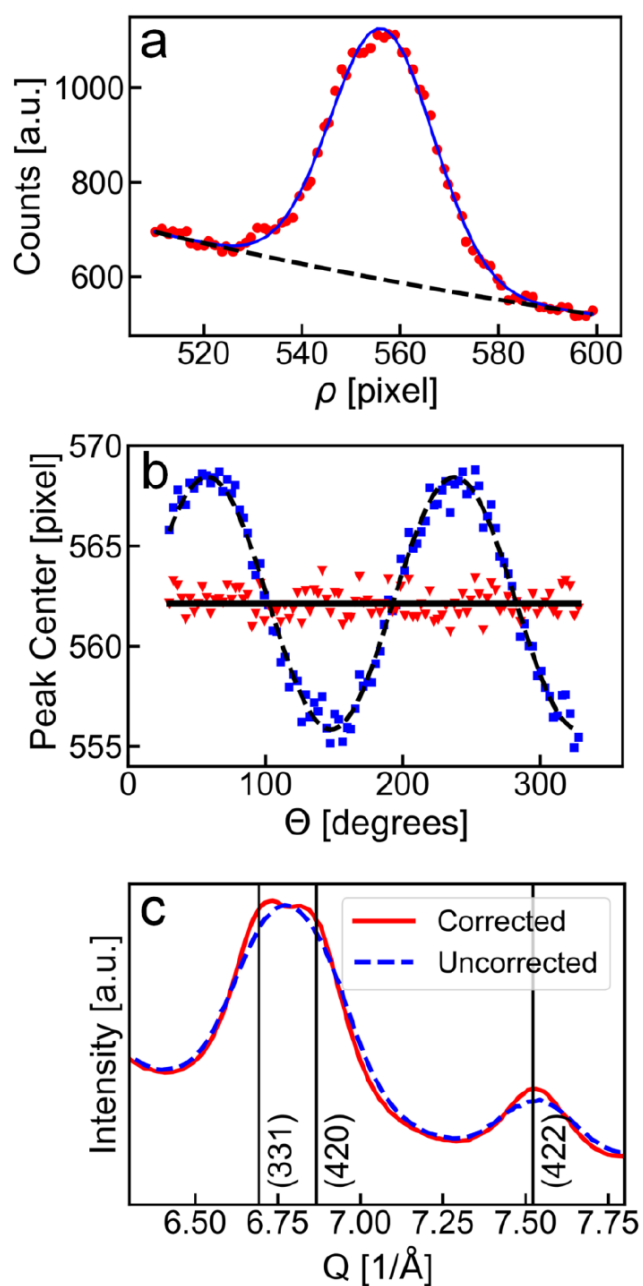 a
Counts [a.u.]
1000
800
600
520 540 560 580 600
ρ [pixel]
b
Peak Center [pixel]
570
565
560
555
0 100 200 300
Θ [degrees]
c
Intensity [a.u.]
Corrected
Uncorrected
(331)
(420)
(422)
6.50 6.75 7.00 7.25 7.50 7.75
Q [1/Å]